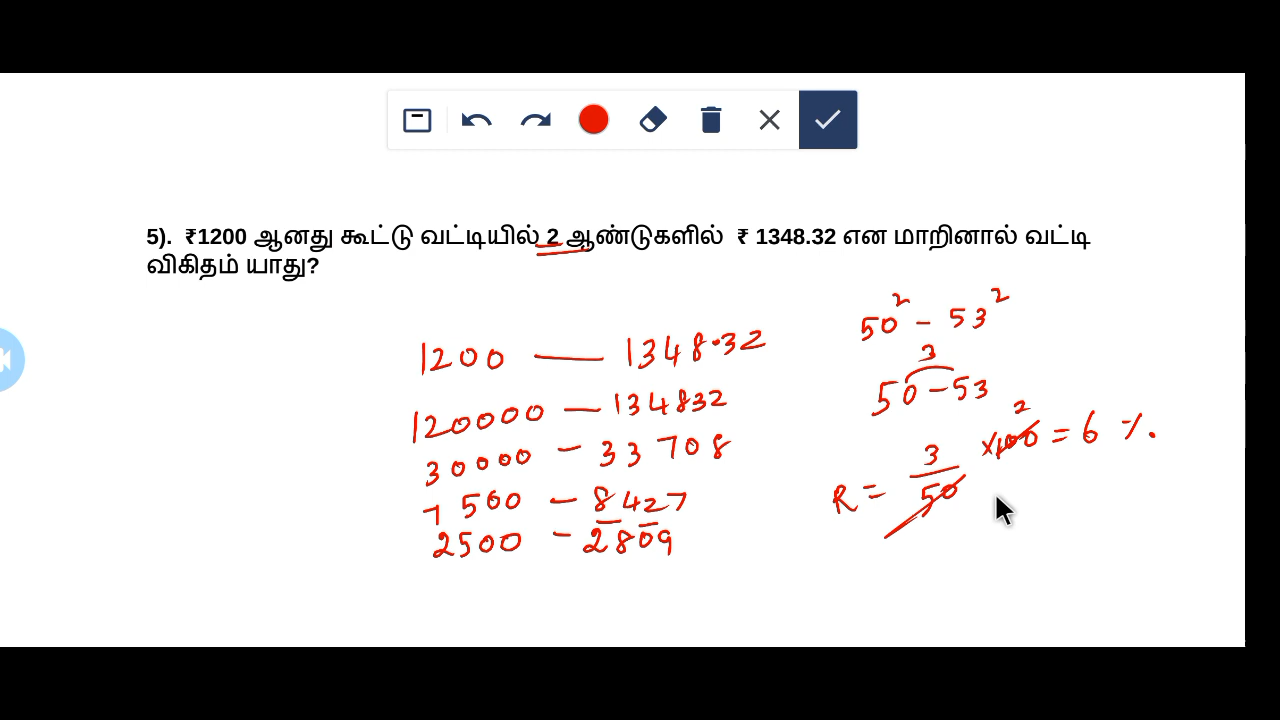 5). ₹1200 ஆனது கூட்டு வட்டியில் 2 ஆண்டுகளில் ₹ 1348.32 என மாறினால் வட்டி
விகிதம் யாது?
1200 — 1348.32
120000 — 134832
30000 - 33708
7500 - 8427
2500 - 2809
50² - 53²
3
50 - 53
R = 3/50 × 100 2 = 6 %.